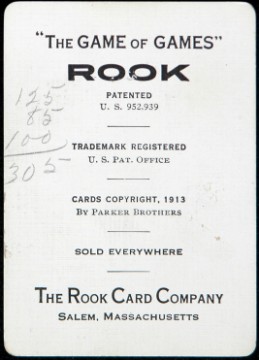 "THE GAME OF GAMES"
ROOK
PATENTED
U. S. 952.939
125
85
100
305
TRADEMARK REGISTERED
U. S. PAT. OFFICE
CARDS COPYRIGHT, 1913
BY PARKER BROTHERS
SOLD EVERYWHERE
THE ROOK CARD COMPANY
SALEM, MASSACHUSETTS